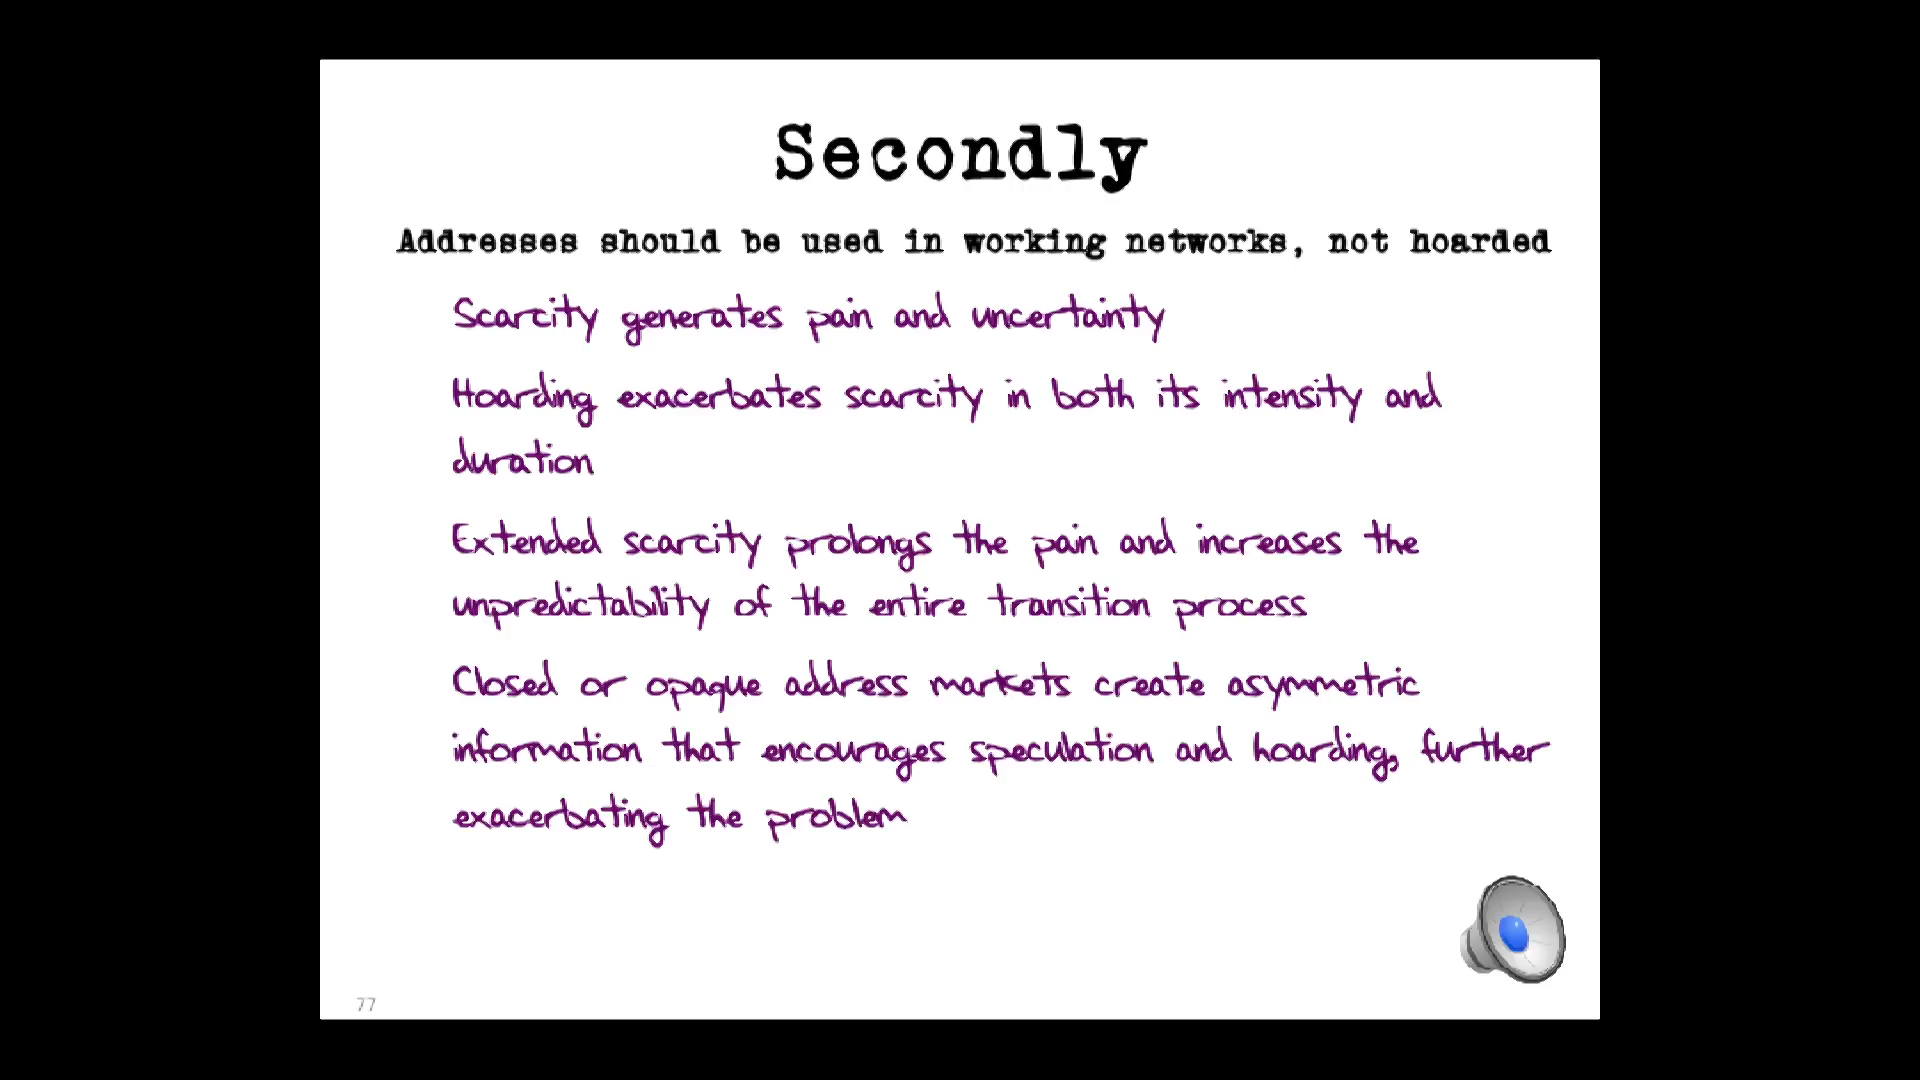 Secondly
Addresses should be used in working networks, not hoarded
Scarcity generates pain and uncertainty
Hoarding exacerbates scarcity in both its intensity and
duration
Extended scarcity prolongs the pain and increases the
unpredictability of the entire transition process
Closed or opaque address markets create asymmetric
information that encourages speculation and hoarding, further
exacerbating the problem
77